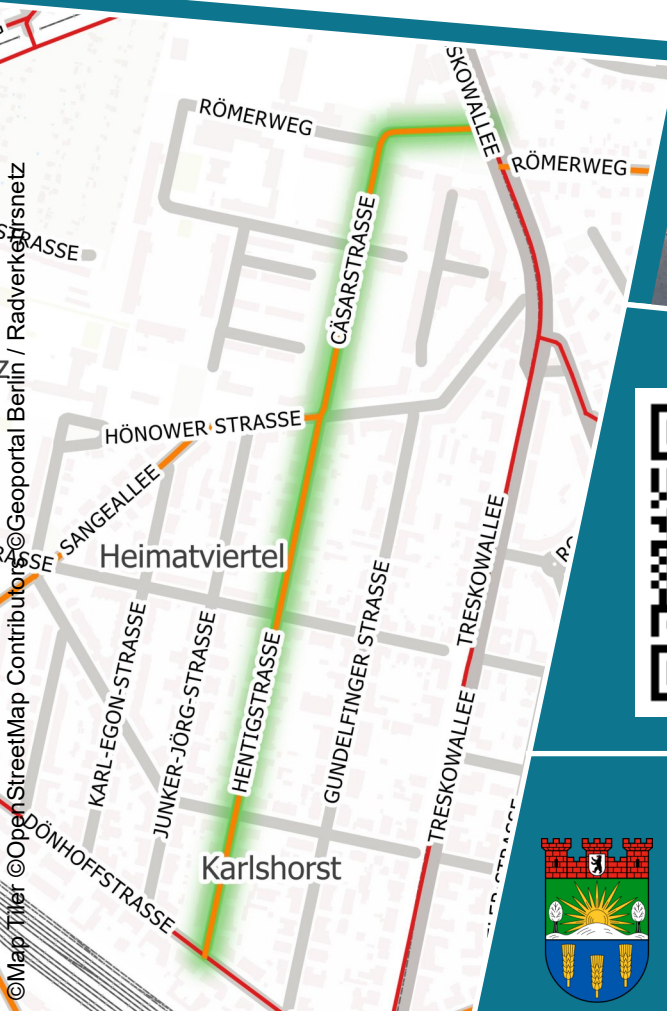 SKOWALLEE
RÖMERWEG
RÖMERWEG
STRASSE
CÄSARSTRASSE
HÖNOWER STRASSE
SANGEALLEE
RASSE
Heimatviertel
TRESKOWALLEE
GUNDELFINGER STRASSE
KARL-EGON-STRASSE
JUNKER-JÖRG-STRASSE
HENTIGSTRASSE
TRESKOWALLEE
DÖNHOFFSTRASSE
Karlshorst
©Map Tiler ©OpenStreetMap Contributors ©Geoportal Berlin / Radverkehrsnetz